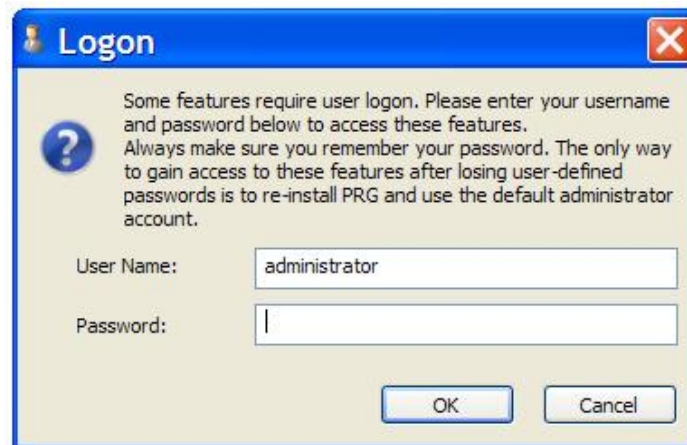 Logon
Some features require user logon. Please enter your username
and password below to access these features.
Always make sure you remember your password. The only way
to gain access to these features after losing user-defined
passwords is to re-install PRG and use the default administrator
account.
User Name: administrator
Password:
OK Cancel